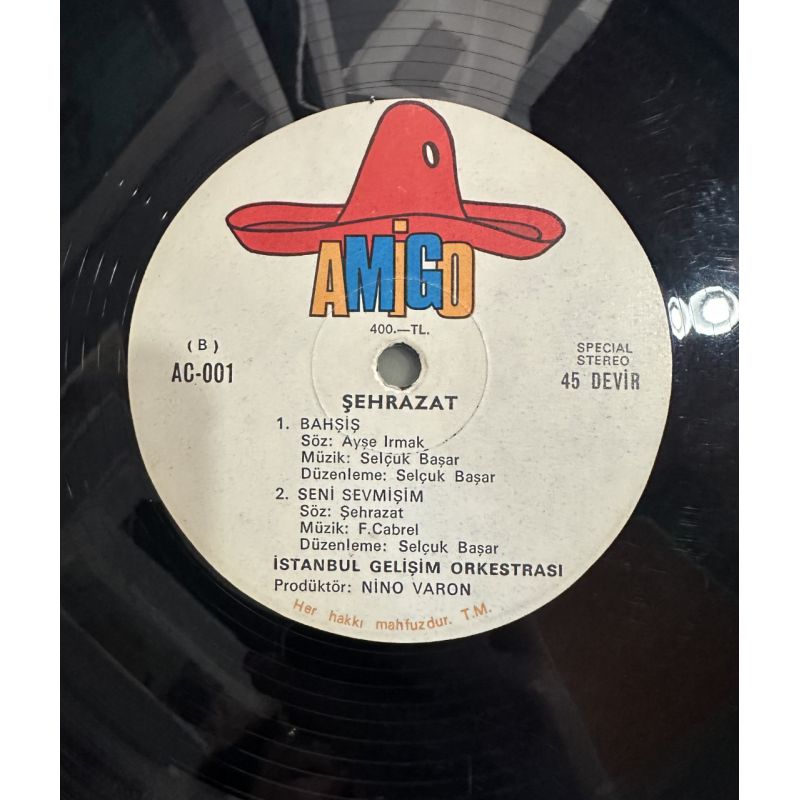 AMİGO
400.—TL.
( B )
AC-001
SPECIAL
STEREO
45 DEVİR
ŞEHRAZAT
1. BAHŞİŞ
Söz: Ayşe Irmak
Müzik: Selçuk Başar
Düzenleme: Selçuk Başar
2. SENİ SEVMİŞİM
Söz: Şehrazat
Müzik: F.Cabrel
Düzenleme: Selçuk Başar
İSTANBUL GELİŞİM ORKESTRASI
Prodüktör: NİNO VARON
Her hakkı mahfuzdur. T.M.